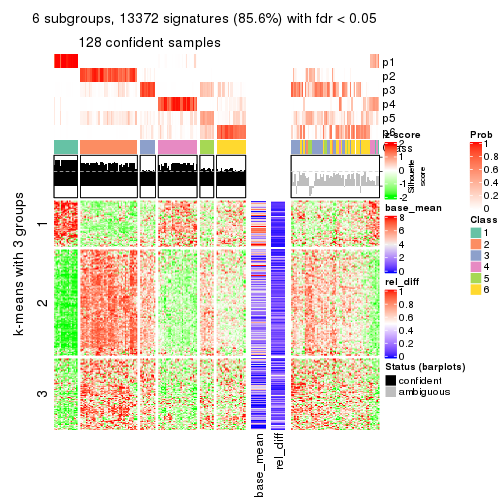 6 subgroups, 13372 signatures (85.6%) with fdr < 0.05
128 confident samples
p1
p2
p3
p4
p5
p6
z_score
2
1
0
-1
-2
Class
Silhouette
score
1
2
3
k-means with 3 groups
base_mean
rel_diff
base_mean
8
6
4
2
0
rel_diff
1
0.8
0.6
0.4
0.2
0
Status (barplots)
confident
ambiguous
Prob
1
0.8
0.6
0.4
0.2
0
Class
1
2
3
4
5
6